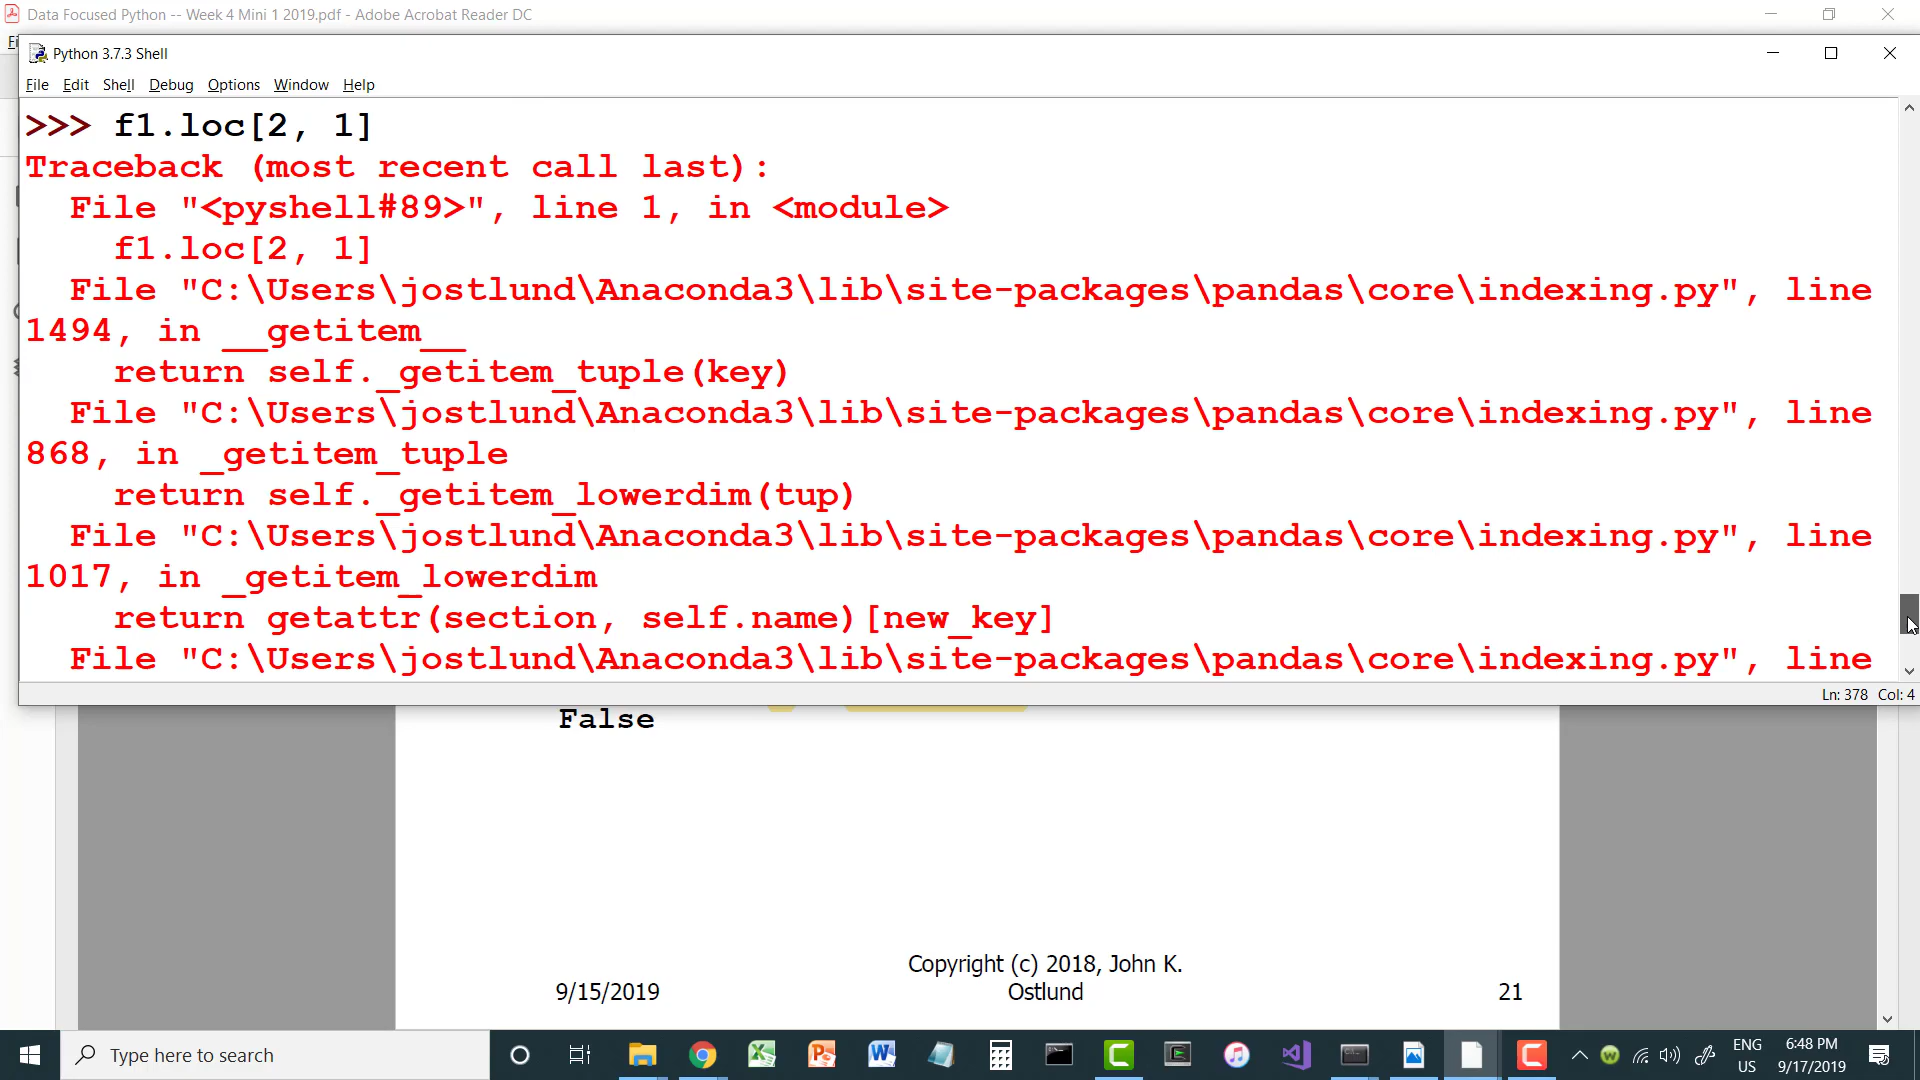 Data Focused Python -- Week 4 Mini 1 2019.pdf - Adobe Acrobat Reader DC
Python 3.7.3 Shell
File Edit Shell Debug Options Window Help
>>> f1.loc[2, 1]
Traceback (most recent call last):
  File "<pyshell#89>", line 1, in <module>
    f1.loc[2, 1]
  File "C:\Users\jostlund\Anaconda3\lib\site-packages\pandas\core\indexing.py", line
1494, in __getitem__
    return self._getitem_tuple(key)
  File "C:\Users\jostlund\Anaconda3\lib\site-packages\pandas\core\indexing.py", line
868, in _getitem_tuple
    return self._getitem_lowerdim(tup)
  File "C:\Users\jostlund\Anaconda3\lib\site-packages\pandas\core\indexing.py", line
1017, in _getitem_lowerdim
    return getattr(section, self.name)[new_key]
  File "C:\Users\jostlund\Anaconda3\lib\site-packages\pandas\core\indexing.py", line
Ln: 378 Col: 4
False
Copyright (c) 2018, John K.
9/15/2019 Ostlund 21
Type here to search
ENG
US
6:48 PM
9/17/2019